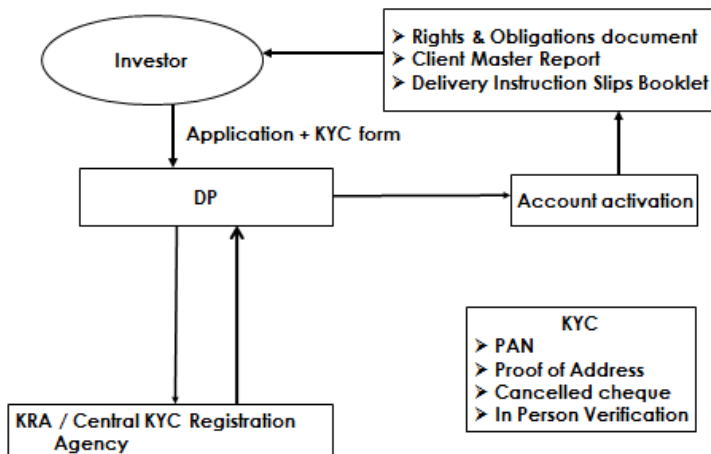 Investor
➤ Rights & Obligations document
➤ Client Master Report
➤ Delivery Instruction Slips Booklet
Application + KYC form
DP
Account activation
KYC
➤ PAN
➤ Proof of Address
➤ Cancelled cheque
➤ In Person Verification
KRA / Central KYC Registration
Agency